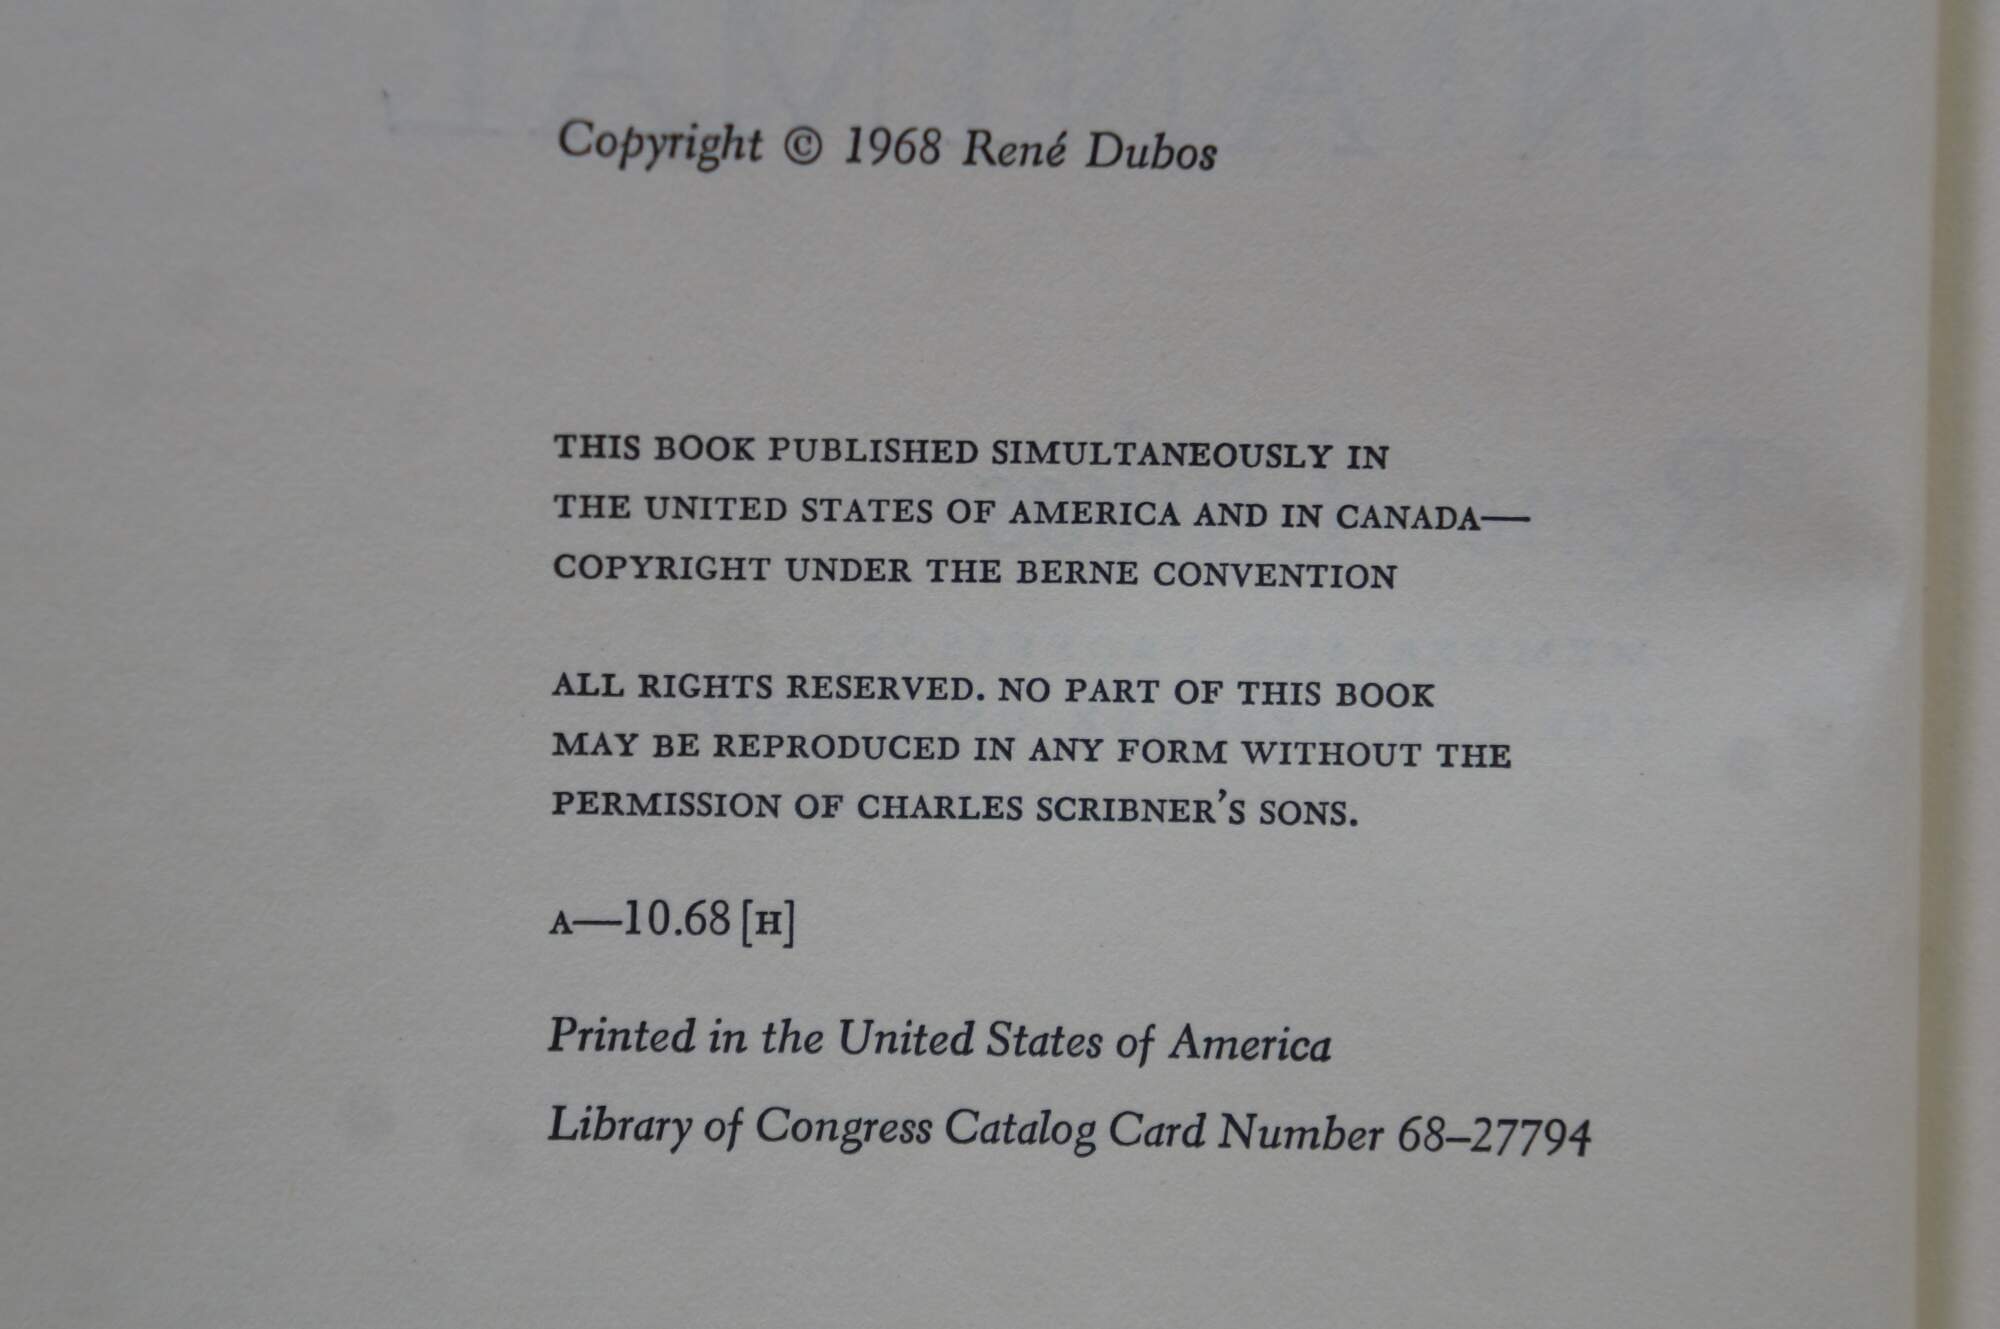 Copyright © 1968 René Dubos
THIS BOOK PUBLISHED SIMULTANEOUSLY IN
THE UNITED STATES OF AMERICA AND IN CANADA—
COPYRIGHT UNDER THE BERNE CONVENTION
ALL RIGHTS RESERVED. NO PART OF THIS BOOK
MAY BE REPRODUCED IN ANY FORM WITHOUT THE
PERMISSION OF CHARLES SCRIBNER'S SONS.
A—10.68 [H]
Printed in the United States of America
Library of Congress Catalog Card Number 68–27794